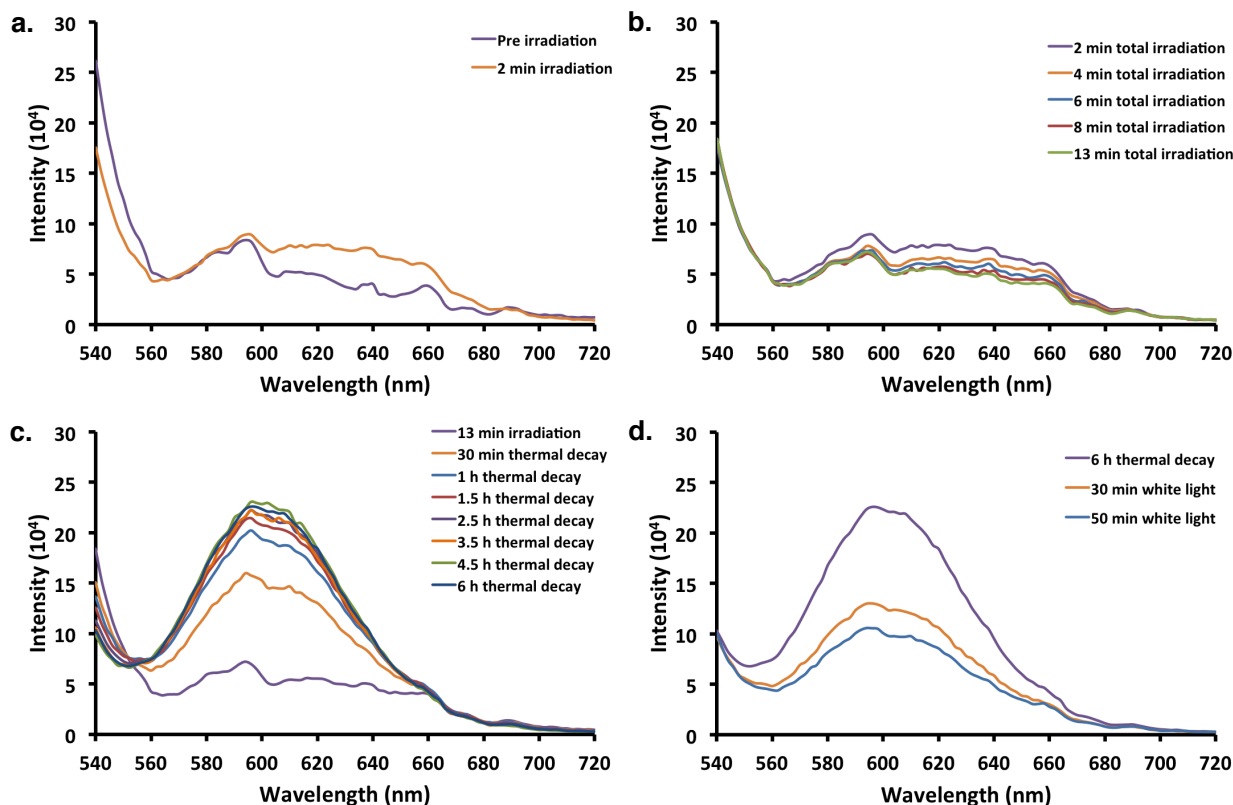 a.
30
25
20
15
10
5
0
Intensity (10⁴)
Pre irradiation
2 min irradiation
540 560 580 600 620 640 660 680 700 720
Wavelength (nm)
b.
30
25
20
15
10
5
0
Intensity (10⁴)
2 min total irradiation
4 min total irradiation
6 min total irradiation
8 min total irradiation
13 min total irradiation
540 560 580 600 620 640 660 680 700 720
Wavelength (nm)
c.
30
25
20
15
10
5
0
Intensity (10⁴)
13 min irradiation
30 min thermal decay
1 h thermal decay
1.5 h thermal decay
2.5 h thermal decay
3.5 h thermal decay
4.5 h thermal decay
6 h thermal decay
540 560 580 600 620 640 660 680 700 720
Wavelength (nm)
d.
30
25
20
15
10
5
0
Intensity (10⁴)
6 h thermal decay
30 min white light
50 min white light
540 560 580 600 620 640 660 680 700 720
Wavelength (nm)